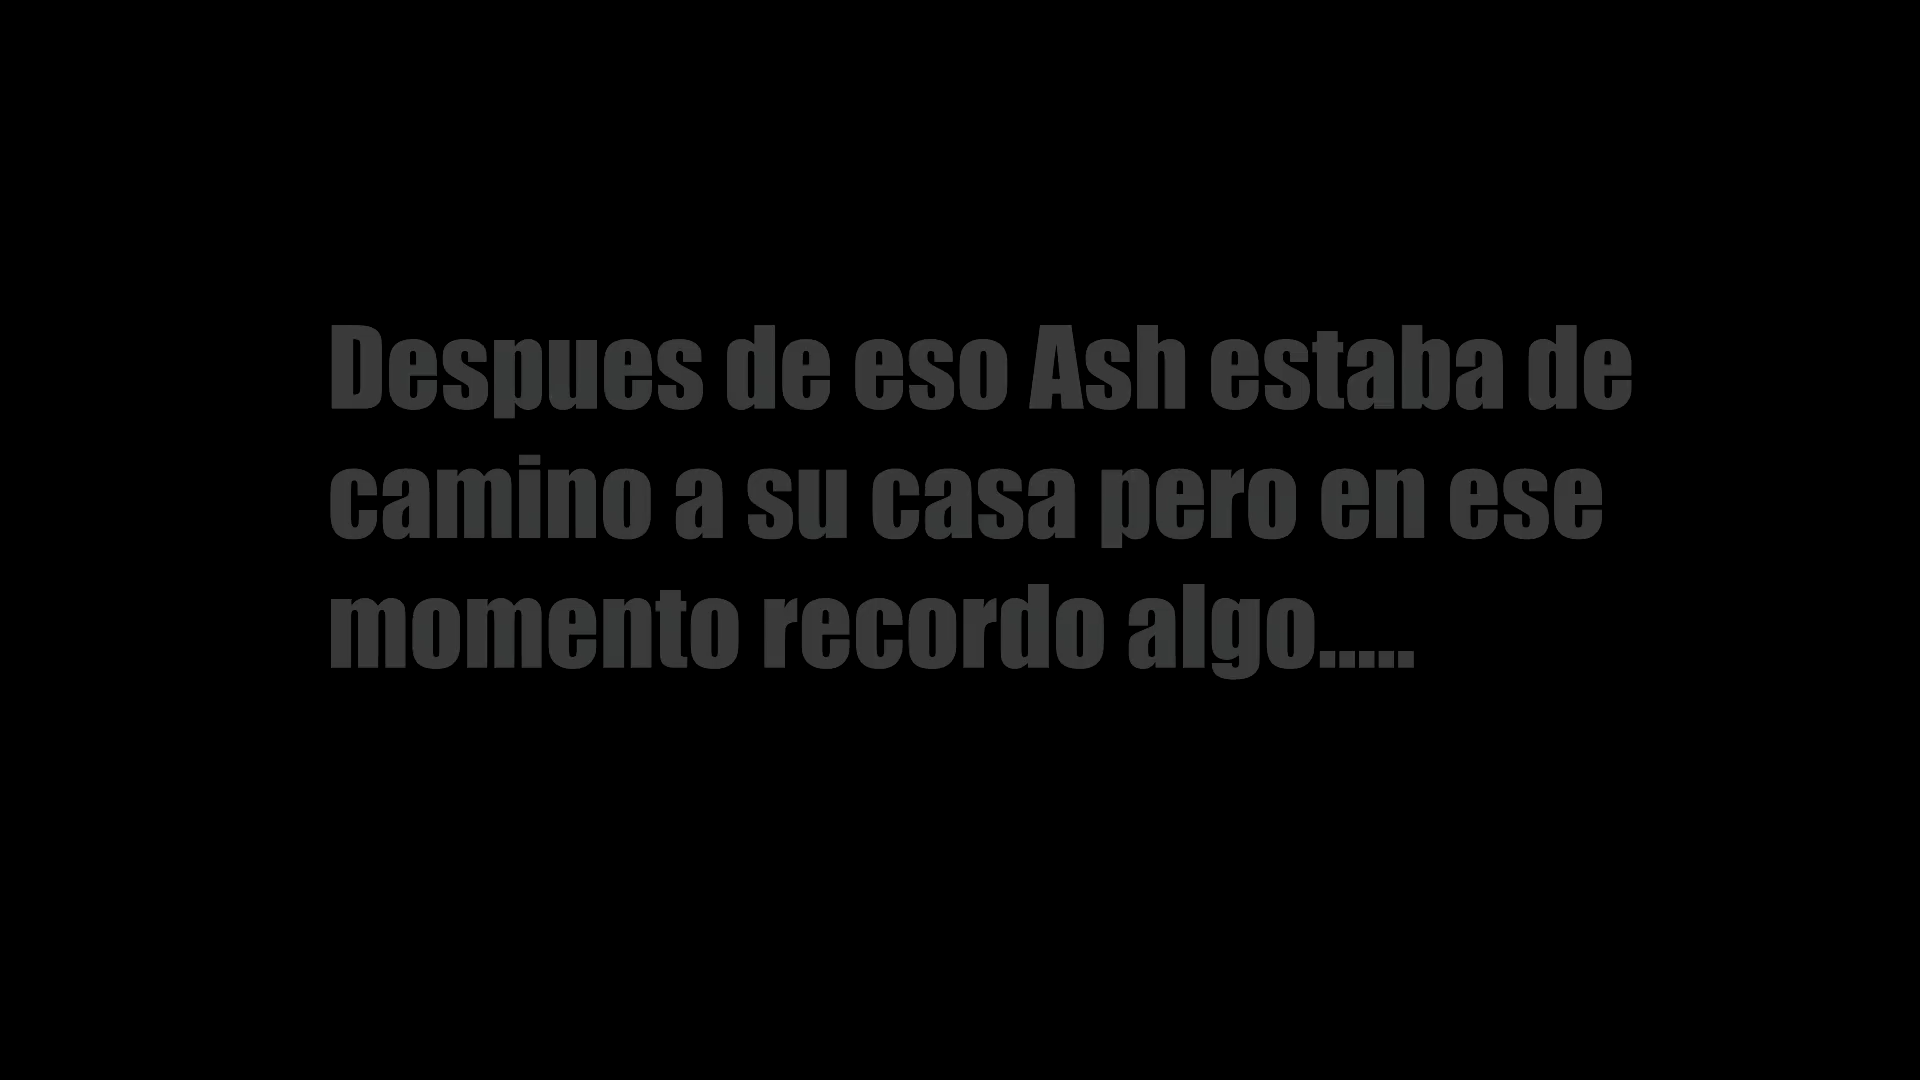 Despues de eso Ash estaba de
camino a su casa pero en ese
momento recordo algo.....